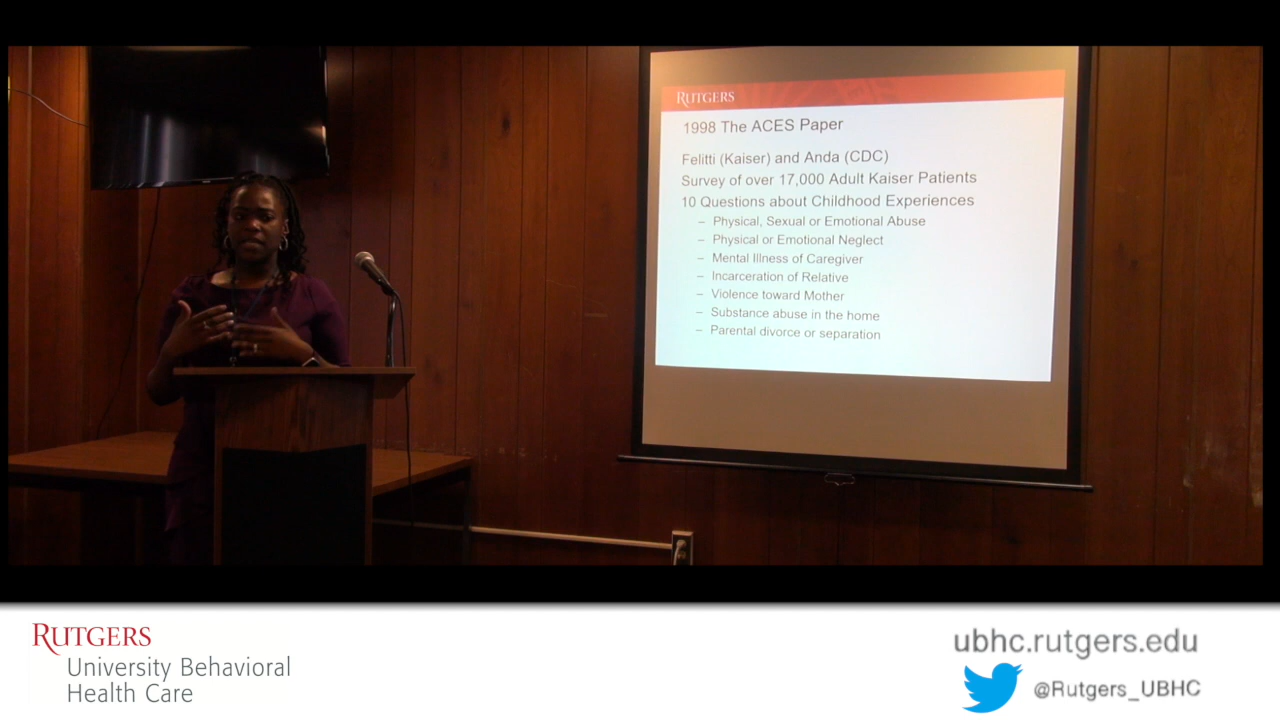 RUTGERS
1998 The ACES Paper
Felitti (Kaiser) and Anda (CDC)
Survey of over 17,000 Adult Kaiser Patients
10 Questions about Childhood Experiences
– Physical, Sexual or Emotional Abuse
– Physical or Emotional Neglect
– Mental Illness of Caregiver
– Incarceration of Relative
– Violence toward Mother
– Substance abuse in the home
– Parental divorce or separation
RUTGERS
University Behavioral
Health Care
ubhc.rutgers.edu
@Rutgers_UBHC